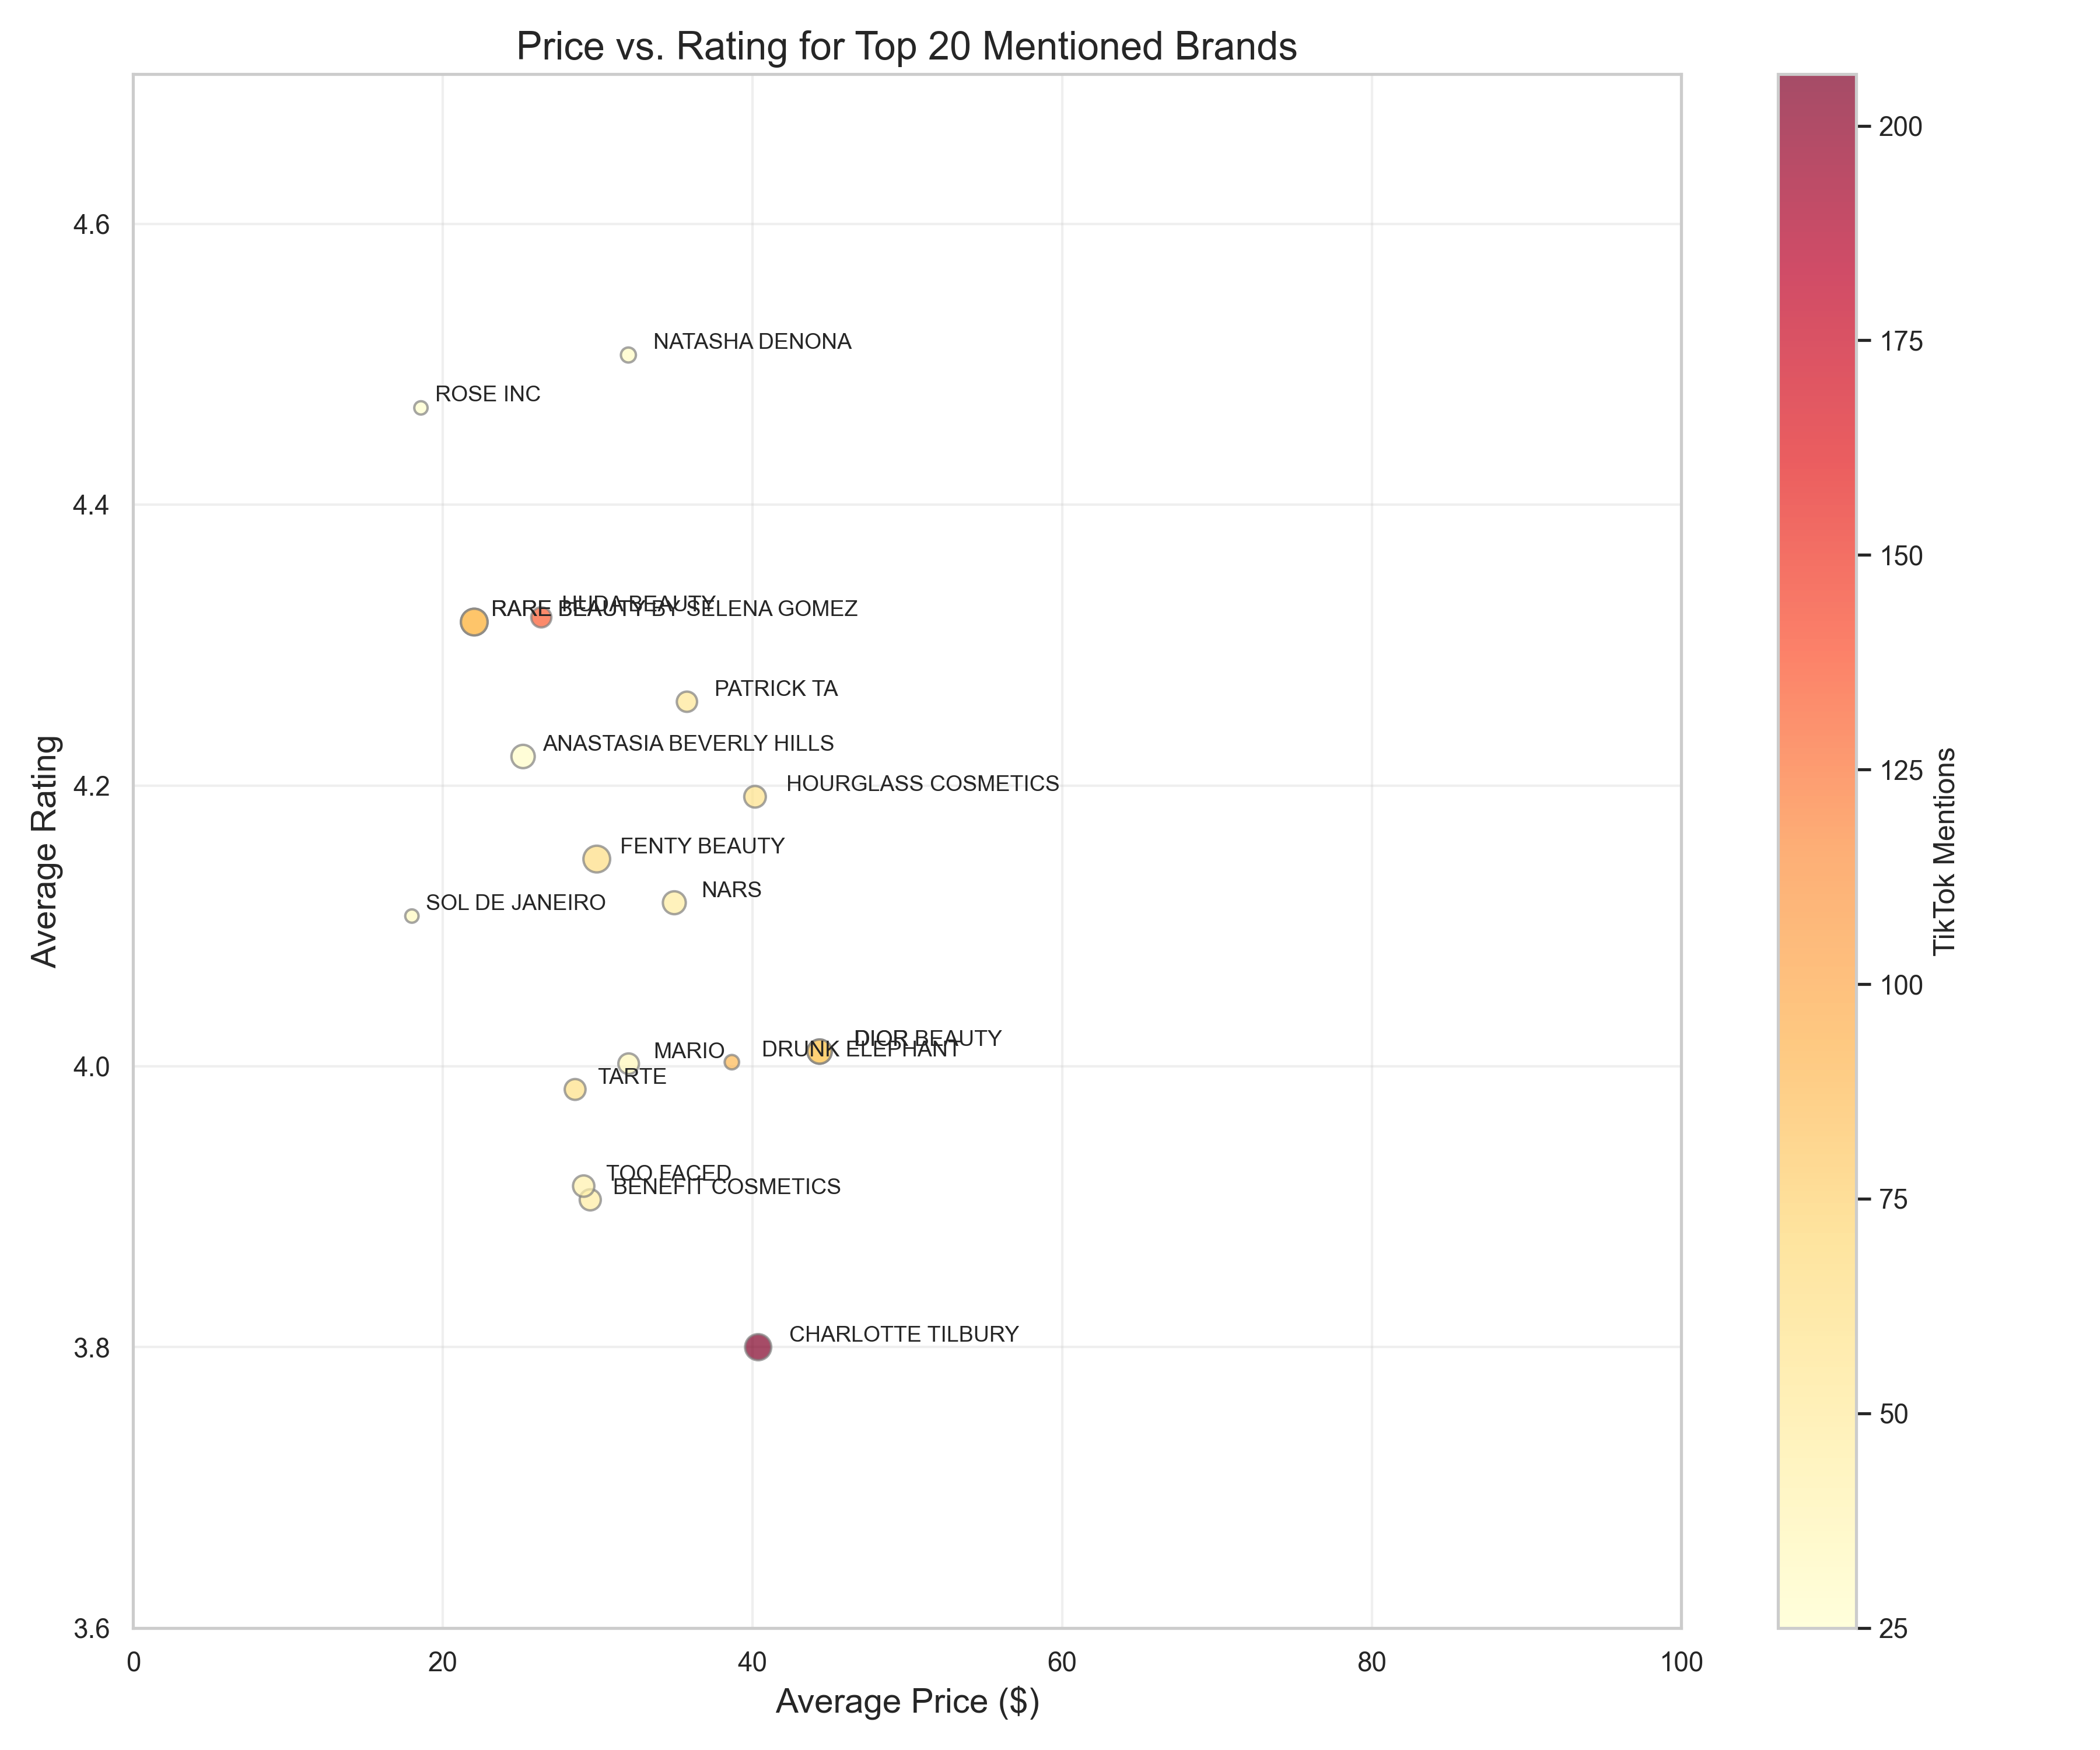 Price vs. Rating for Top 20 Mentioned Brands
Average Rating
4.6
4.4
4.2
4.0
3.8
3.6
NATASHA DENONA
ROSE INC
HUDA BEAUTY
RARE BEAUTY BY SELENA GOMEZ
PATRICK TA
ANASTASIA BEVERLY HILLS
HOURGLASS COSMETICS
FENTY BEAUTY
NARS
SOL DE JANEIRO
DIOR BEAUTY
DRUNK ELEPHANT
MARIO
TARTE
TOO FACED
BENEFIT COSMETICS
CHARLOTTE TILBURY
0
20
40
60
80
100
Average Price ($)
200
175
150
125
100
75
50
25
TikTok Mentions